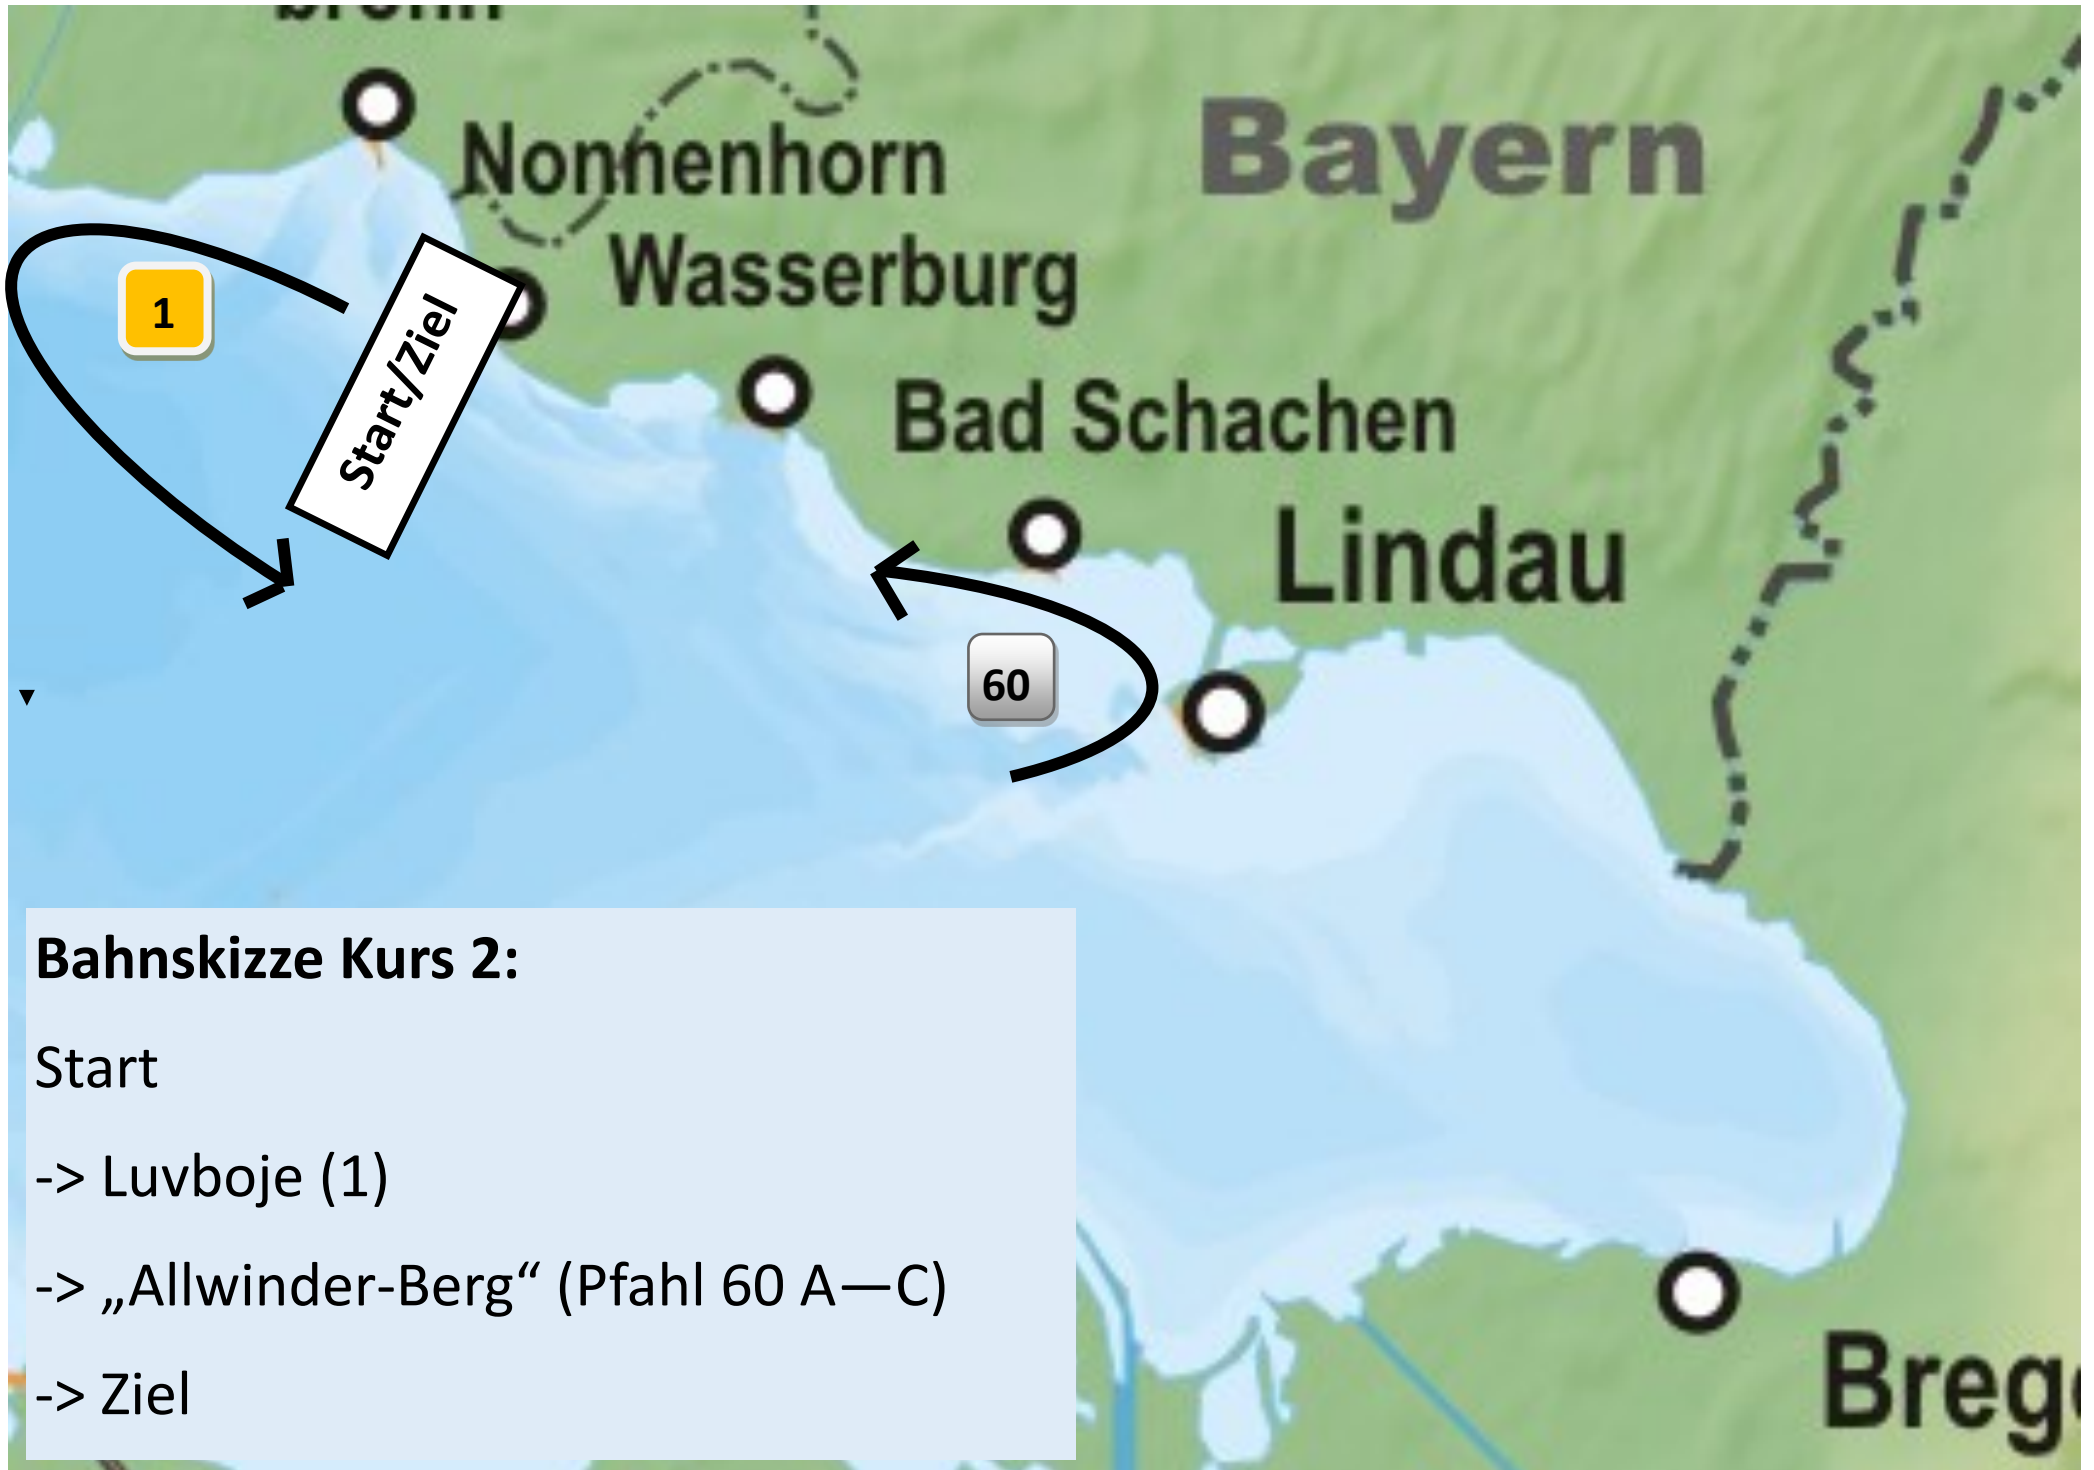 Nonnenhorn
Bayern
Wasserburg
1
Start/Ziel
Bad Schachen
Lindau
60
Bahnskizze Kurs 2:
Start
-> Luvboje (1)
-> „Allwinder-Berg“ (Pfahl 60 A—C)
-> Ziel